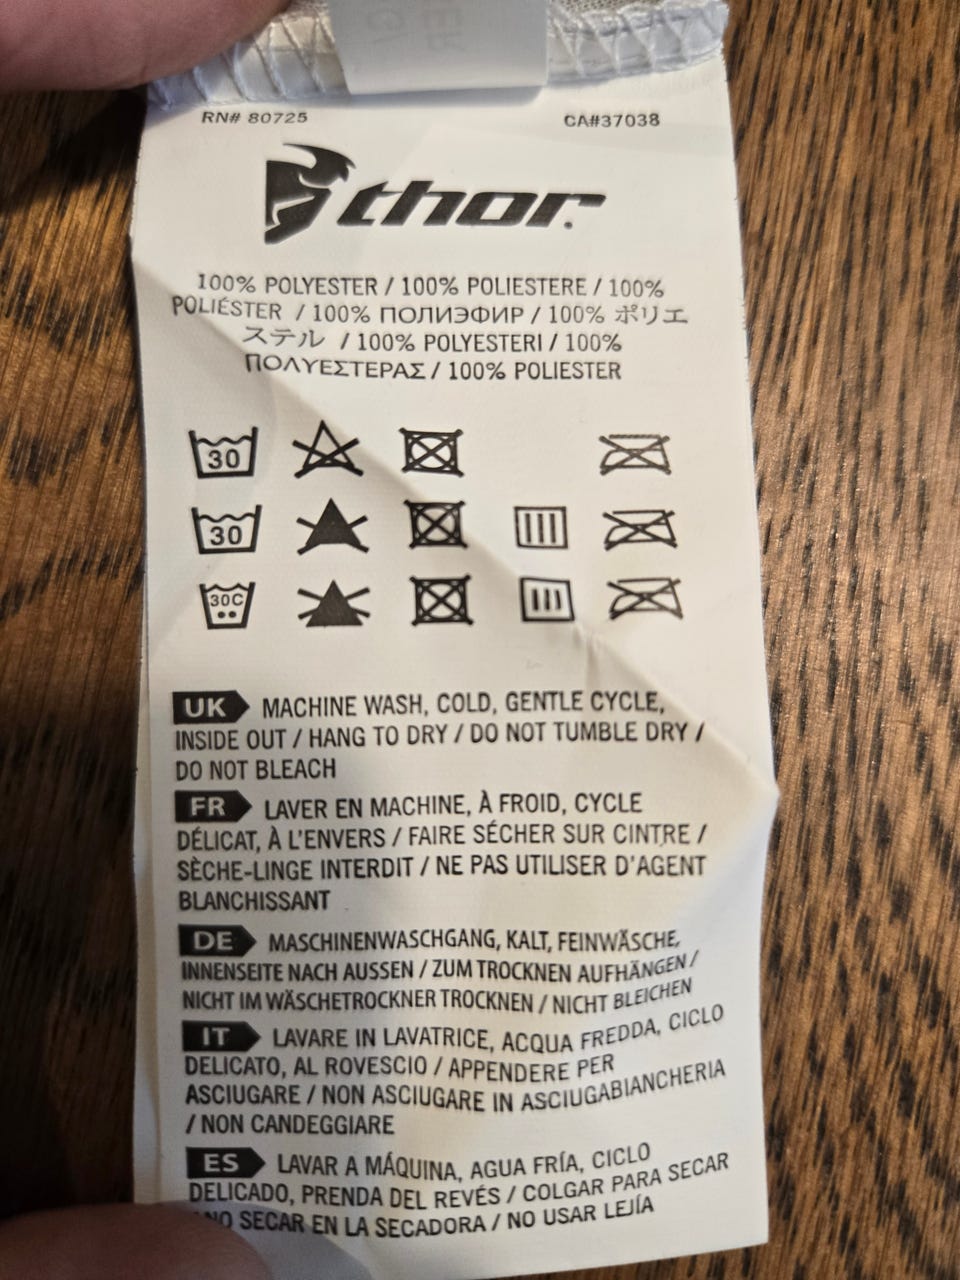 RN# 80725 CA#37038
thor.
100% POLYESTER / 100% POLIESTERE / 100%
POLIÉSTER / 100% ПОЛИЭФИР / 100% ポリエ
ステル / 100% POLYESTERI / 100%
ΠΟΛΥΕΣΤΕΡΑΣ / 100% POLIESTER
30
30
30C
UK MACHINE WASH, COLD, GENTLE CYCLE,
INSIDE OUT / HANG TO DRY / DO NOT TUMBLE DRY /
DO NOT BLEACH
FR LAVER EN MACHINE, À FROID, CYCLE
DÉLICAT, À L'ENVERS / FAIRE SÉCHER SUR CINTRE /
SÈCHE-LINGE INTERDIT / NE PAS UTILISER D'AGENT
BLANCHISSANT
DE MASCHINENWASCHGANG, KALT, FEINWÄSCHE,
INNENSEITE NACH AUSSEN / ZUM TROCKNEN AUFHÄNGEN /
NICHT IM WÄSCHETROCKNER TROCKNEN / NICHT BLEICHEN
IT LAVARE IN LAVATRICE, ACQUA FREDDA, CICLO
DELICATO, AL ROVESCIO / APPENDERE PER
ASCIUGARE / NON ASCIUGARE IN ASCIUGABIANCHERIA
/ NON CANDEGGIARE
ES LAVAR A MÁQUINA, AGUA FRÍA, CICLO
DELICADO, PRENDA DEL REVÉS / COLGAR PARA SECAR
NO SECAR EN LA SECADORA / NO USAR LEJÍA